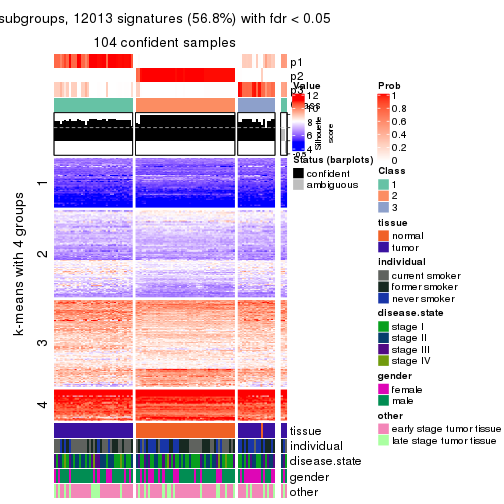 subgroups, 12013 signatures (56.8%) with fdr < 0.05
104 confident samples
p1
p2
p3
Class
1
2
3
4
k-means with 4 groups
tissue
individual
disease.state
gender
other
Value
12
10
8
6
4
Silhouette
score
Status (barplots)
confident
ambiguous
Prob
1
0.8
0.6
0.4
0.2
0
Class
1
2
3
tissue
normal
tumor
individual
current smoker
former smoker
never smoker
disease.state
stage I
stage II
stage III
stage IV
gender
female
male
other
early stage tumor tissue
late stage tumor tissue